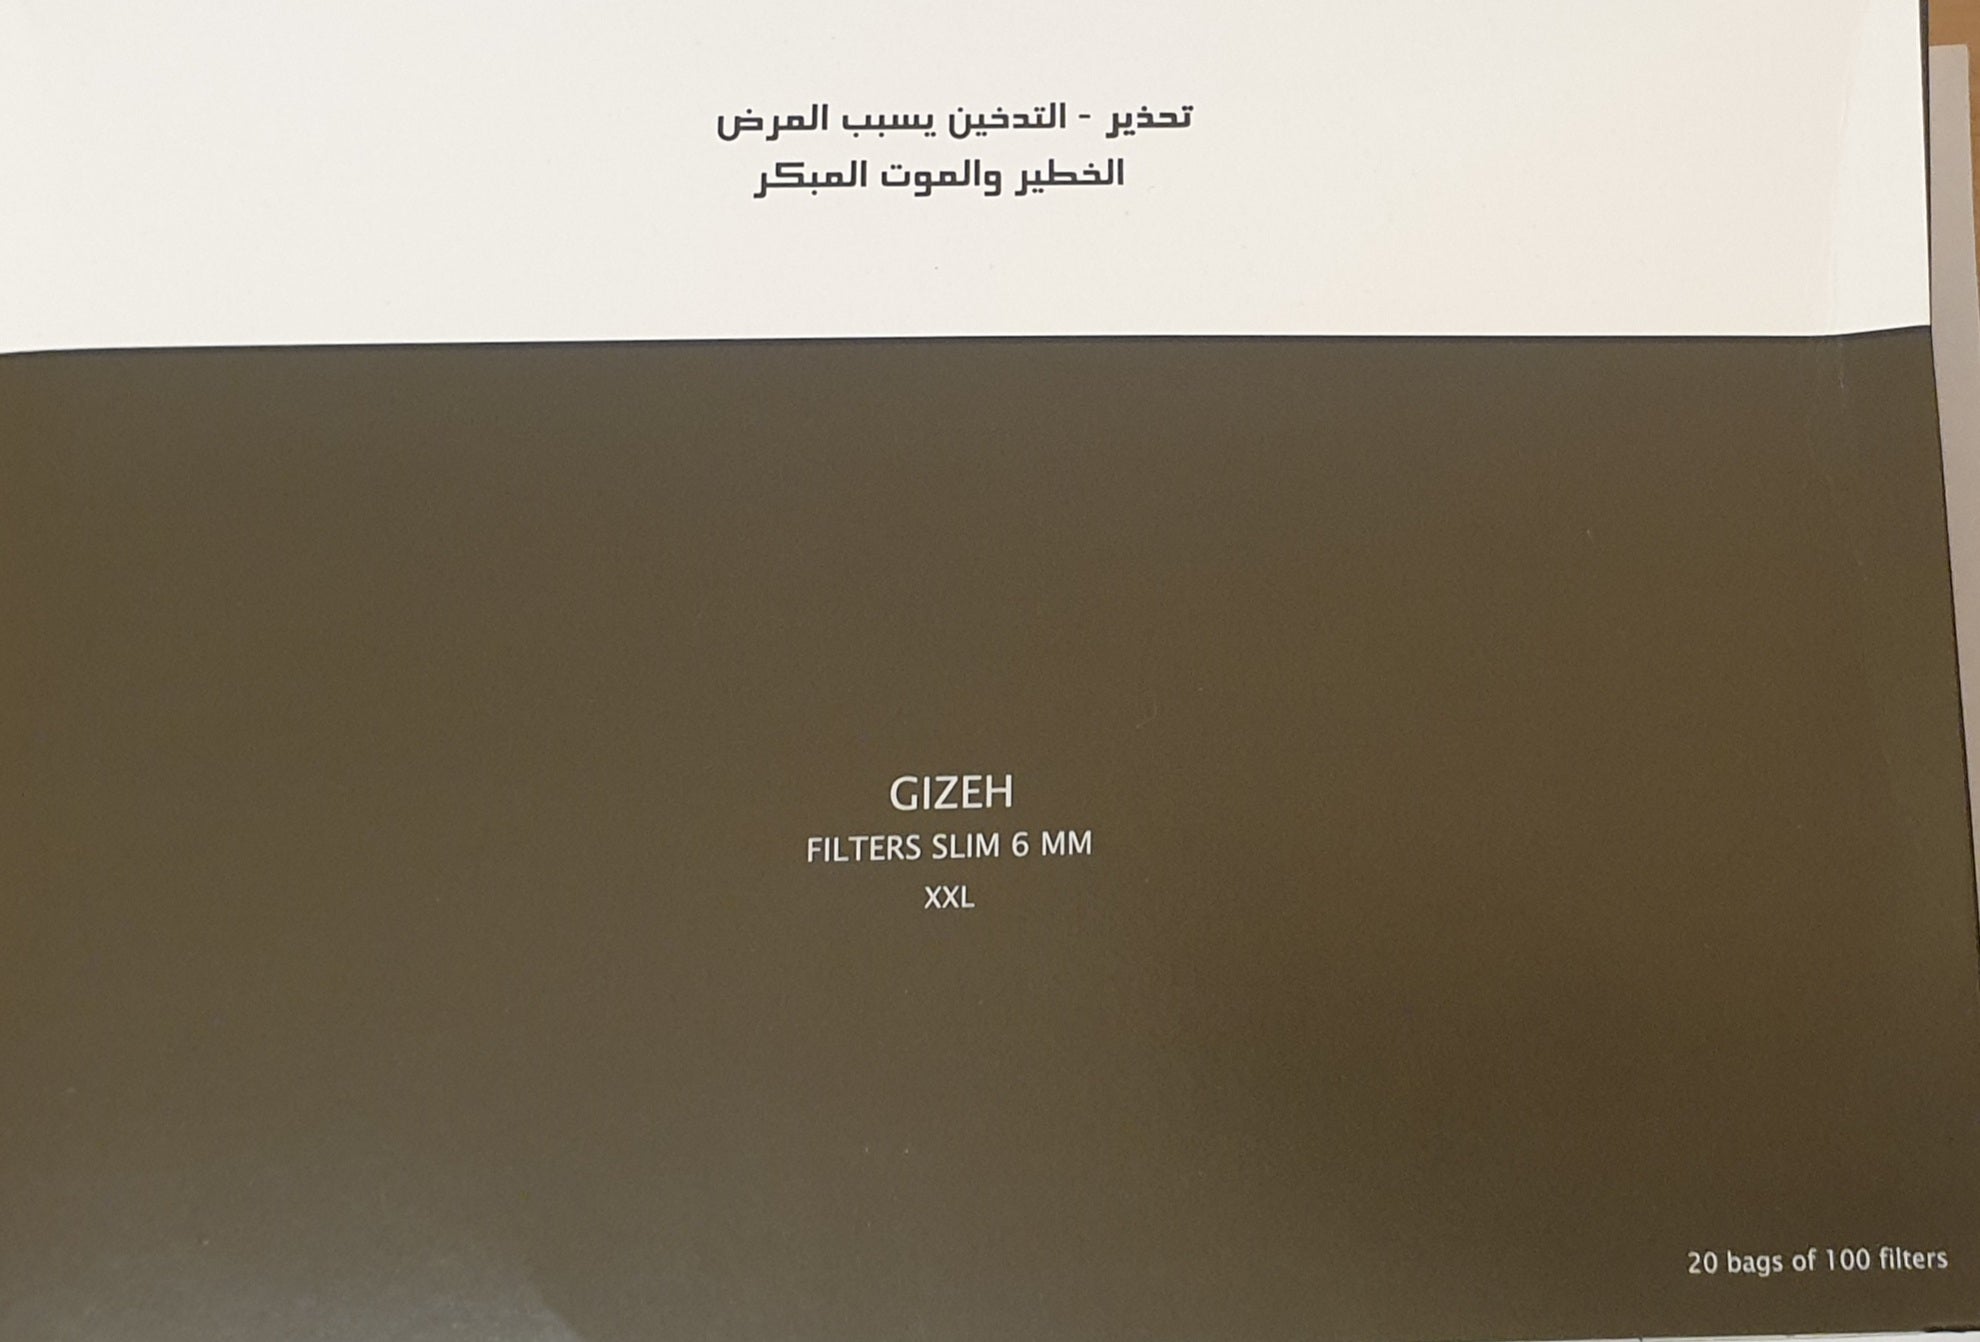 تحذير - التدخين يسبب المرض
الخطير والموت المبكر
GIZEH
FILTERS SLIM 6 MM
XXL
20 bags of 100 filters